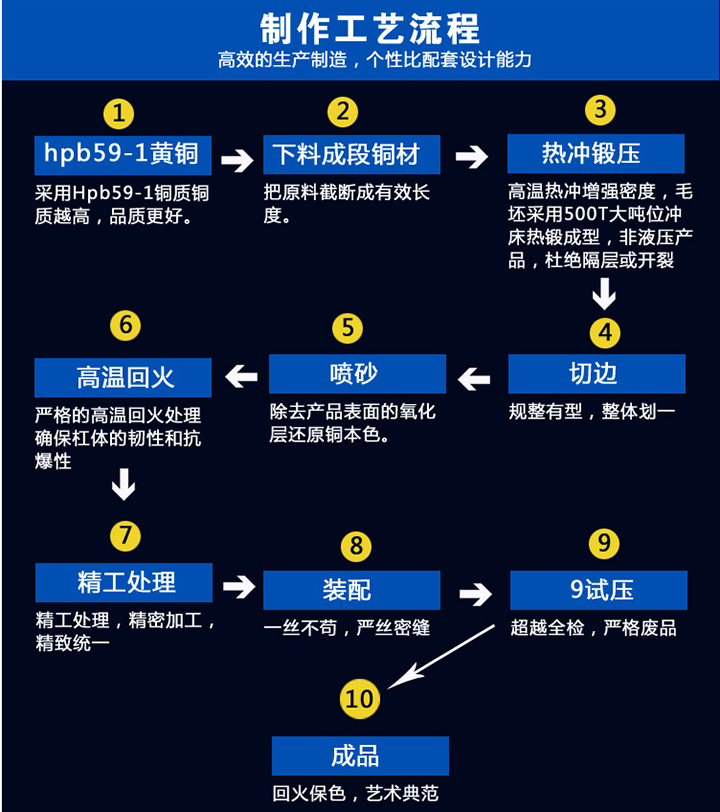 制作工艺流程
高效的生产制造，个性比配套设计能力
1
hpb59-1黄铜
采用Hpb59-1铜质铜
质越高，品质更好。
2
下料成段铜材
把原料截断成有效长
度。
3
热冲锻压
高温热冲增强密度，毛
坯采用500T大吨位冲
床热锻成型，非液压产
品，杜绝隔层或开裂
4
切边
规整有型，整体划一
5
喷砂
除去产品表面的氧化
层还原铜本色。
6
高温回火
严格的高温回火处理
确保杠体的韧性和抗
爆性
7
精工处理
精工处理，精密加工，
精致统一
8
装配
一丝不苟，严丝密缝
9
9试压
超越全检，严格废品
10
成品
回火保色，艺术典范